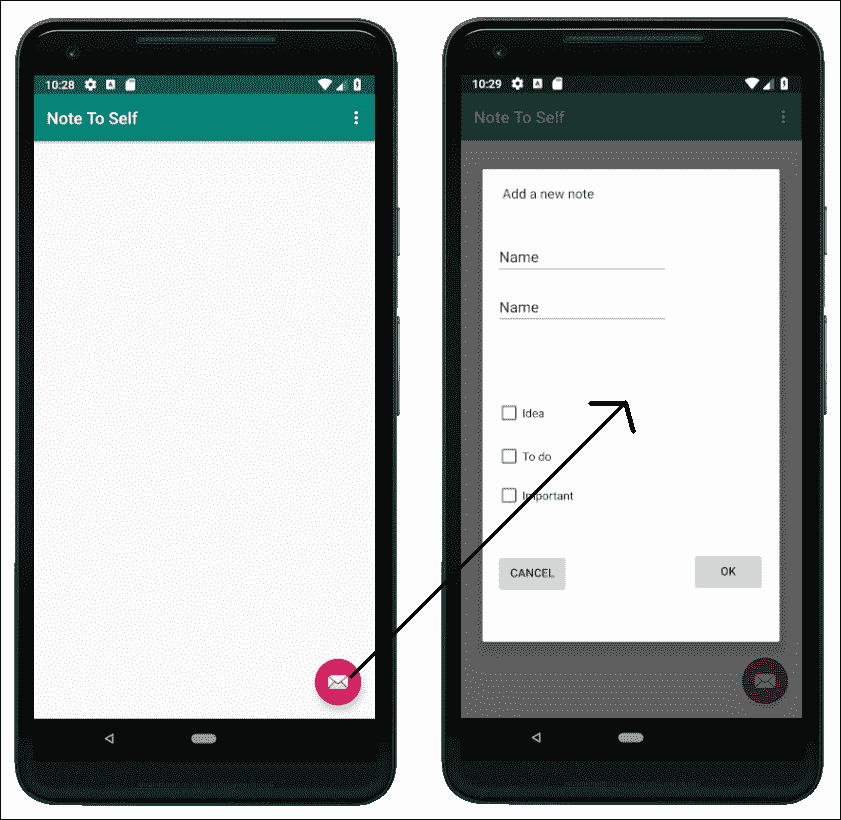 10:28
Note To Self
10:29
Note To Self
Add a new note
Name
Name
Idea
To do
Important
CANCEL
OK